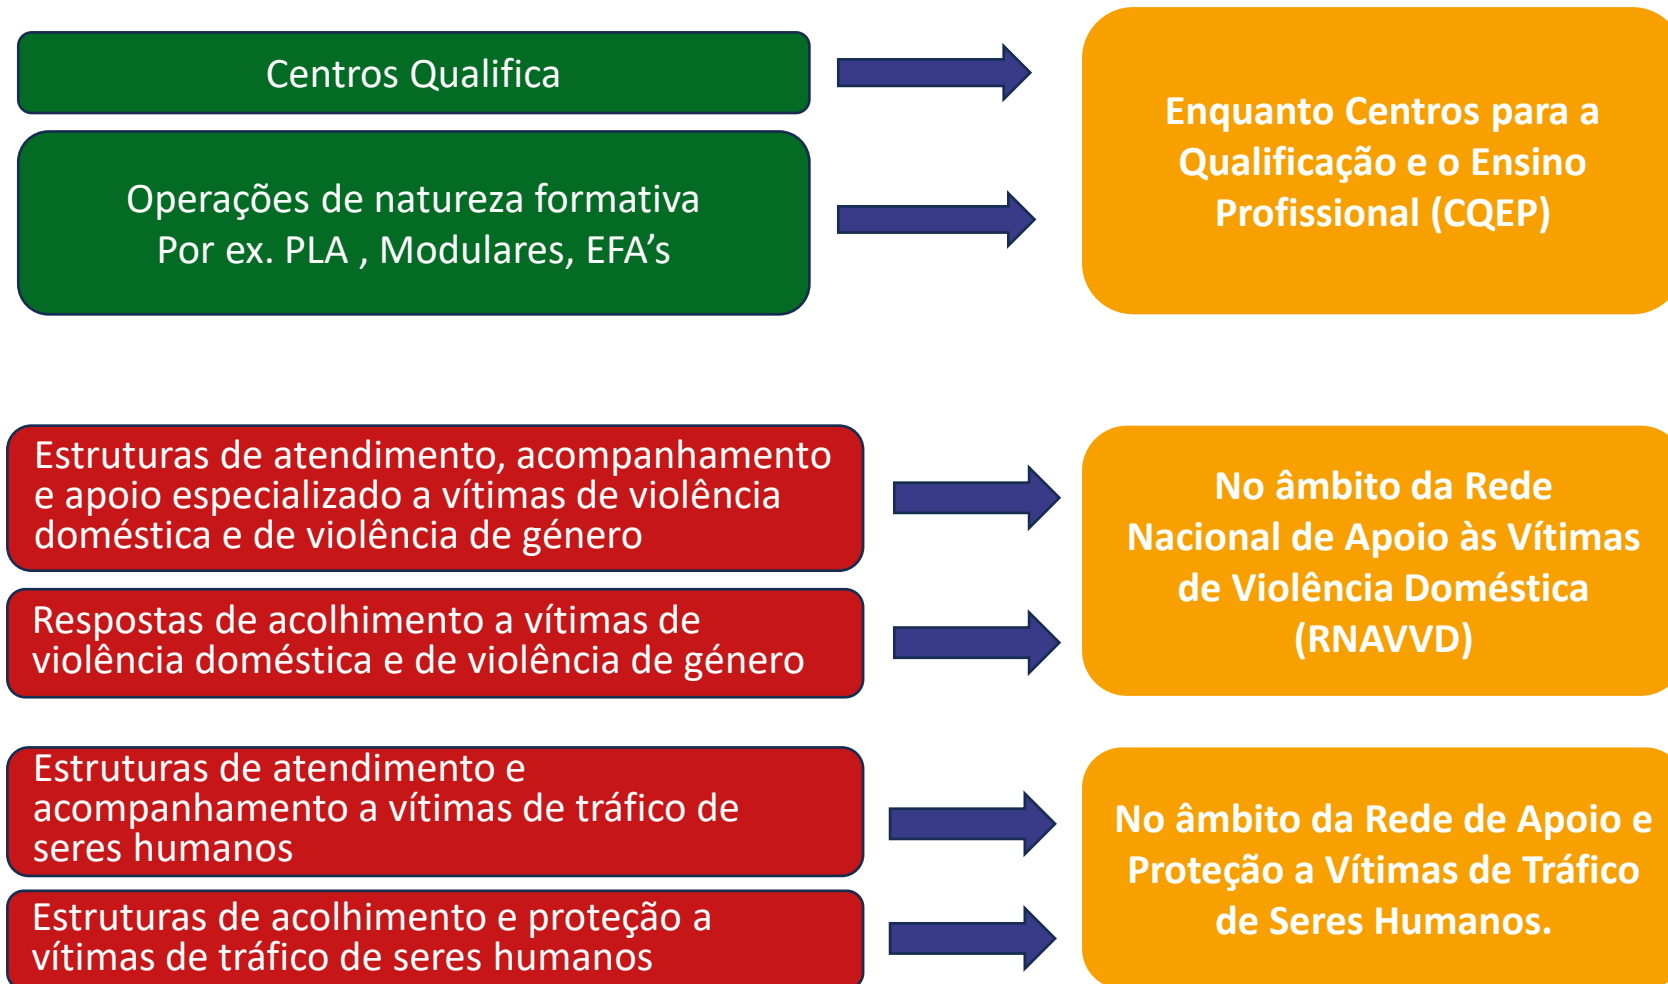 Centros Qualifica
Operações de natureza formativa
Por ex. PLA , Modulares, EFA’s
Enquanto Centros para a
Qualificação e o Ensino
Profissional (CQEP)
Estruturas de atendimento, acompanhamento
e apoio especializado a vítimas de violência
doméstica e de violência de género
Respostas de acolhimento a vítimas de
violência doméstica e de violência de género
No âmbito da Rede
Nacional de Apoio às Vítimas
de Violência Doméstica
(RNAVVD)
Estruturas de atendimento e
acompanhamento a vítimas de tráfico de
seres humanos
Estruturas de acolhimento e proteção a
vítimas de tráfico de seres humanos
No âmbito da Rede de Apoio e
Proteção a Vítimas de Tráfico
de Seres Humanos.